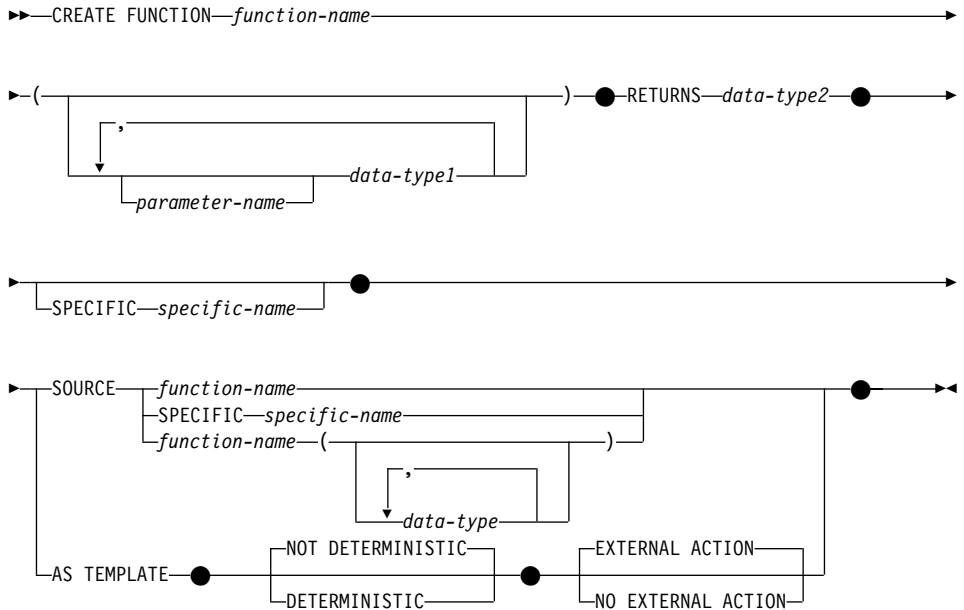 CREATE FUNCTION function-name
( , ) RETURNS data-type2
data-type1
parameter-name
SPECIFIC specific-name
SOURCE function-name
SPECIFIC specific-name
function-name ( )
,
data-type
NOT DETERMINISTIC EXTERNAL ACTION
AS TEMPLATE
DETERMINISTIC NO EXTERNAL ACTION